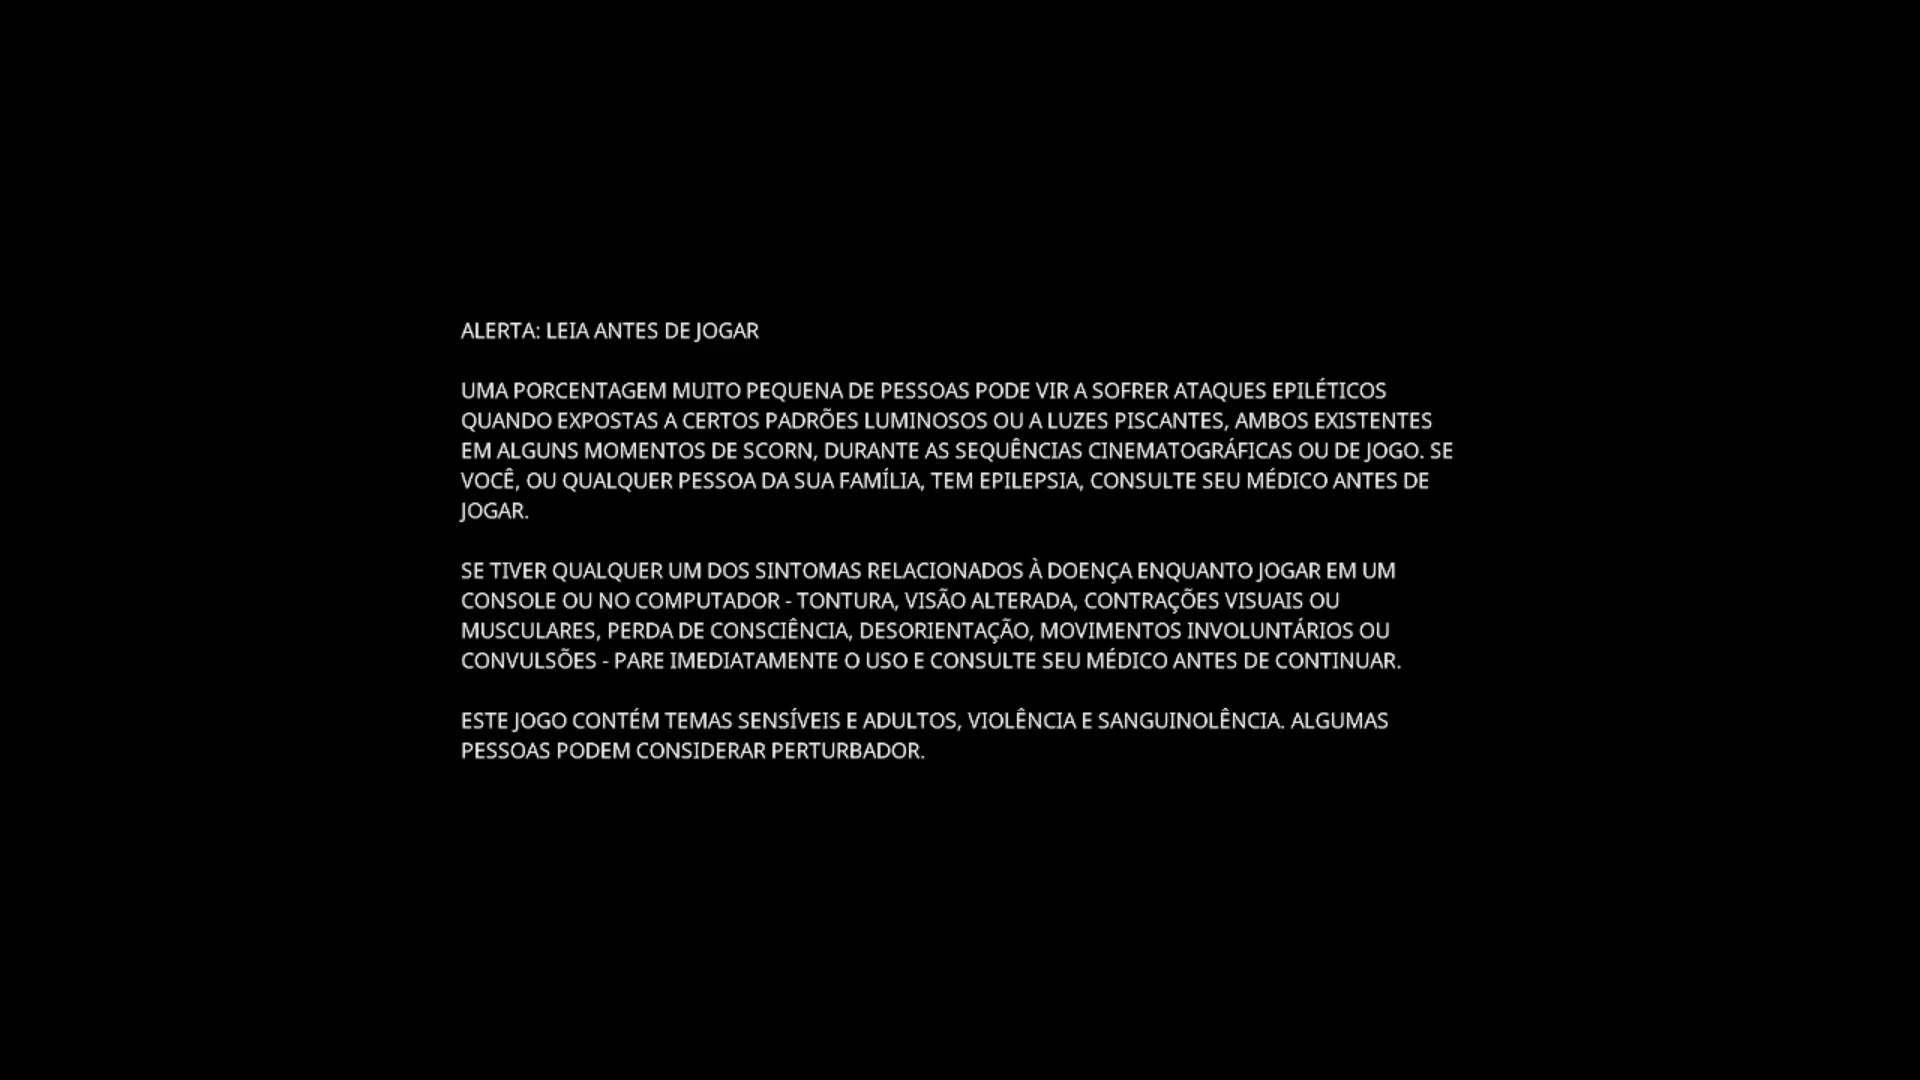 ALERTA: LEIA ANTES DE JOGAR
UMA PORCENTAGEM MUITO PEQUENA DE PESSOAS PODE VIR A SOFRER ATAQUES EPILÉTICOS
QUANDO EXPOSTAS A CERTOS PADRÕES LUMINOSOS OU A LUZES PISCANTES, AMBOS EXISTENTES
EM ALGUNS MOMENTOS DE SCORN, DURANTE AS SEQUÊNCIAS CINEMATOGRÁFICAS OU DE JOGO. SE
VOCÊ, OU QUALQUER PESSOA DA SUA FAMÍLIA, TEM EPILEPSIA, CONSULTE SEU MÉDICO ANTES DE
JOGAR.
SE TIVER QUALQUER UM DOS SINTOMAS RELACIONADOS À DOENÇA ENQUANTO JOGAR EM UM
CONSOLE OU NO COMPUTADOR - TONTURA, VISÃO ALTERADA, CONTRAÇÕES VISUAIS OU
MUSCULARES, PERDA DE CONSCIÊNCIA, DESORIENTAÇÃO, MOVIMENTOS INVOLUNTÁRIOS OU
CONVULSÕES - PARE IMEDIATAMENTE O USO E CONSULTE SEU MÉDICO ANTES DE CONTINUAR.
ESTE JOGO CONTÉM TEMAS SENSÍVEIS E ADULTOS, VIOLÊNCIA E SANGUINOLÊNCIA. ALGUMAS
PESSOAS PODEM CONSIDERAR PERTURBADOR.